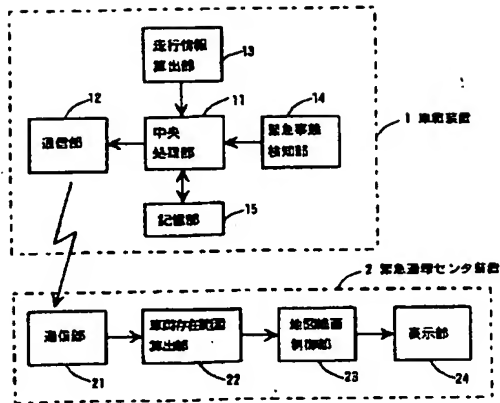 13
走行情報
算出部
12
11
14
通信部
中央
処理部
緊急事態
検知部
1 車両装置
15
記憶部
2 緊急通報センタ装置
通信部
車両存在範囲
算出部
地図描画
制御部
表示部
21
22
23
24